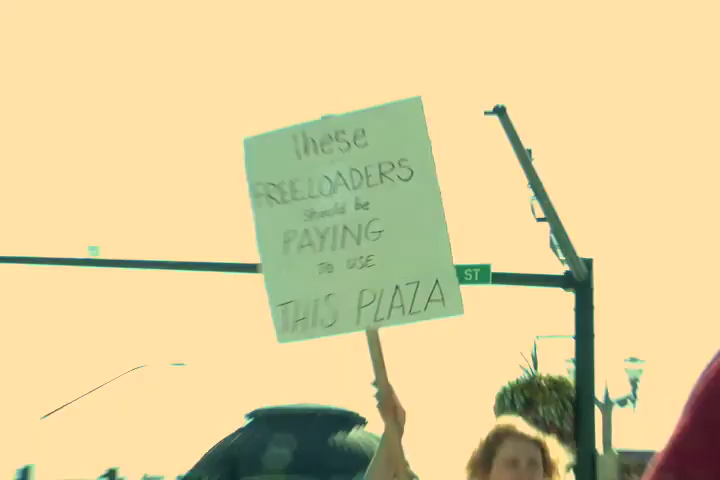 These
FREELOADERS
should be
PAYING
TO USE
THIS PLAZA
ST